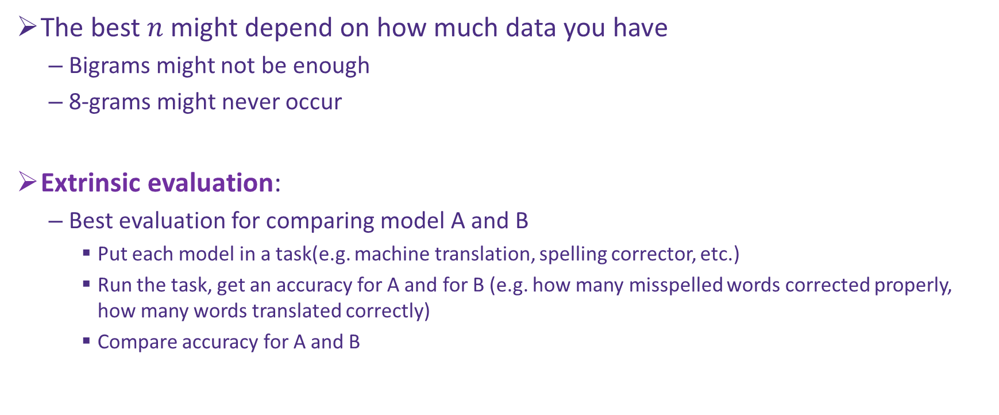 ➢The best n might depend on how much data you have
– Bigrams might not be enough
– 8-grams might never occur
➢Extrinsic evaluation:
– Best evaluation for comparing model A and B
▪ Put each model in a task(e.g. machine translation, spelling corrector, etc.)
▪ Run the task, get an accuracy for A and for B (e.g. how many misspelled words corrected properly,
how many words translated correctly)
▪ Compare accuracy for A and B